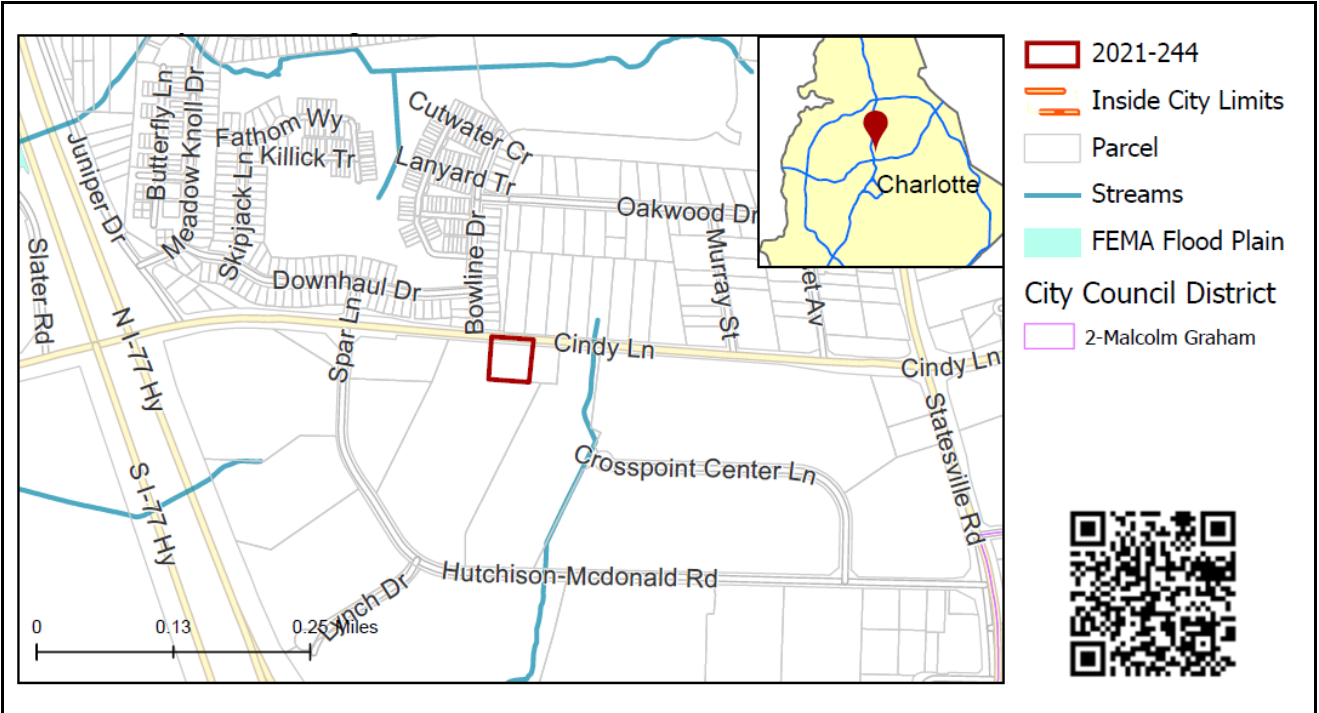 Butterfly Ln
Meadow Knoll Dr
Juniper Dr
Fathom Wy
Killick Tr
Skipjack Ln
Cutwater Cr
Lanyard Tr
Oakwood Dr
Murray St
et Av
Bowline Dr
Downhaul Dr
Slater Rd
N I-77 Hy
Spar Ln
Cindy Ln
Cindy Ln
Statesville Rd
S I-77 Hy
Crosspoint Center Ln
Hutchison-Mcdonald Rd
Lynch Dr
0 0.13 0.25 Miles
Charlotte
2021-244
Inside City Limits
Parcel
Streams
FEMA Flood Plain
City Council District
2-Malcolm Graham